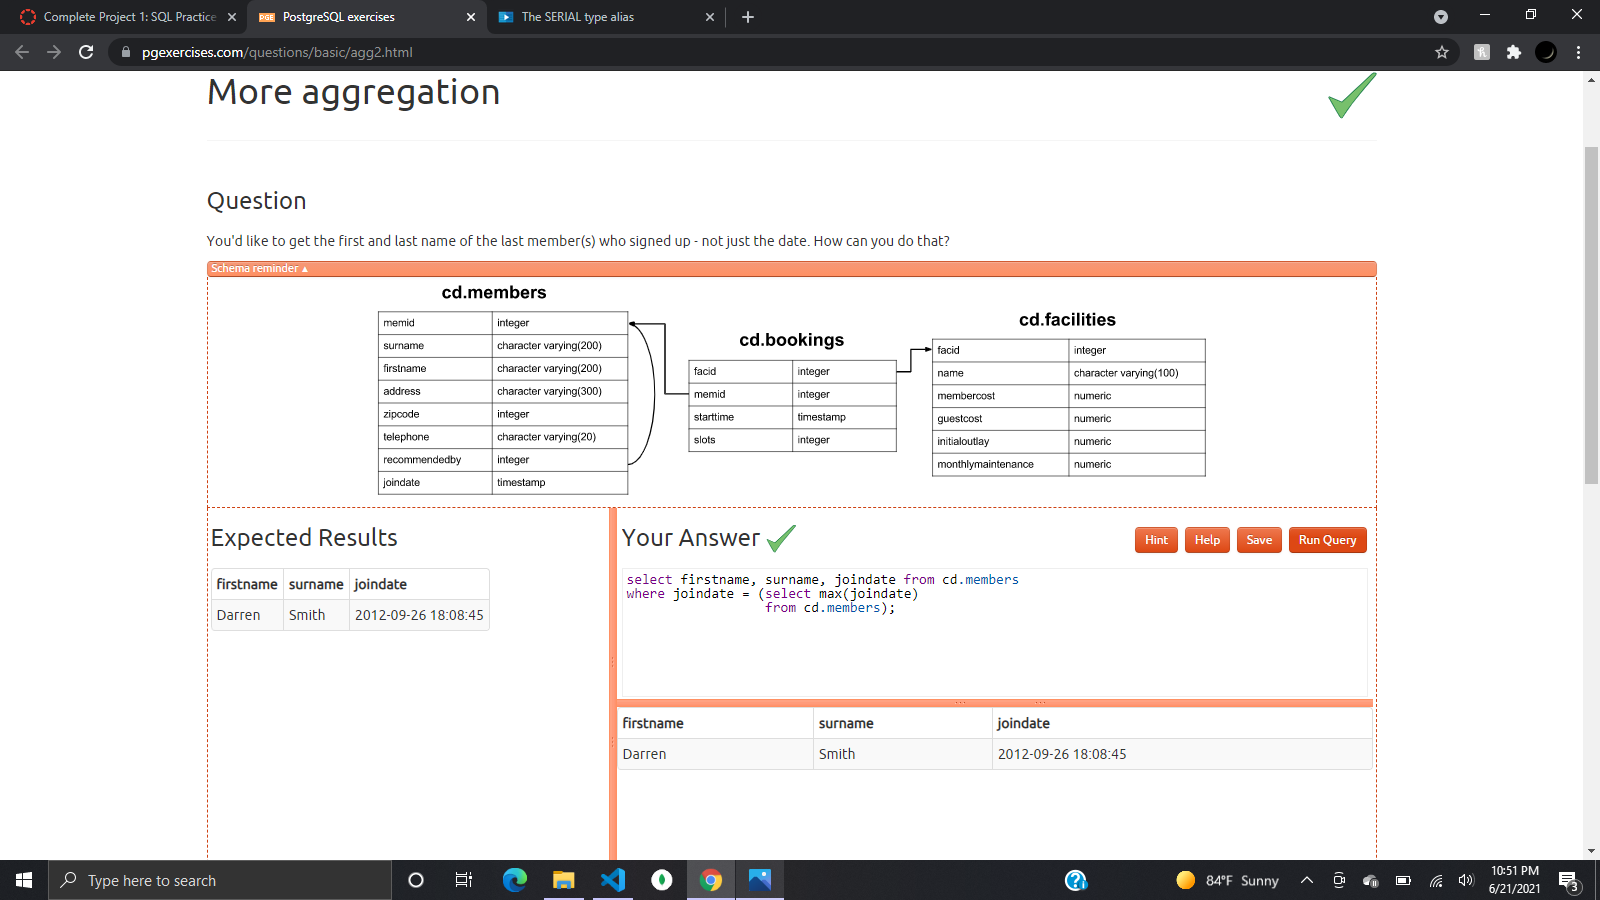 Complete Project 1: SQL Practice
PGE PostgreSQL exercises
The SERIAL type alias
pgexercises.com/questions/basic/agg2.html
More aggregation
Question
You'd like to get the first and last name of the last member(s) who signed up - not just the date. How can you do that?
Schema reminder ▴
cd.members
memid integer
surname character varying(200)
firstname character varying(200)
address character varying(300)
zipcode integer
telephone character varying(20)
recommendedby integer
joindate timestamp
cd.bookings
facid integer
memid integer
starttime timestamp
slots integer
cd.facilities
facid integer
name character varying(100)
membercost numeric
guestcost numeric
initialoutlay numeric
monthlymaintenance numeric
Expected Results
firstname surname joindate
Darren Smith 2012-09-26 18:08:45
Your Answer
Hint Help Save Run Query
select firstname, surname, joindate from cd.members
where joindate = (select max(joindate)
from cd.members);
firstname surname joindate
Darren Smith 2012-09-26 18:08:45
Type here to search
84°F Sunny
10:51 PM
6/21/2021
3